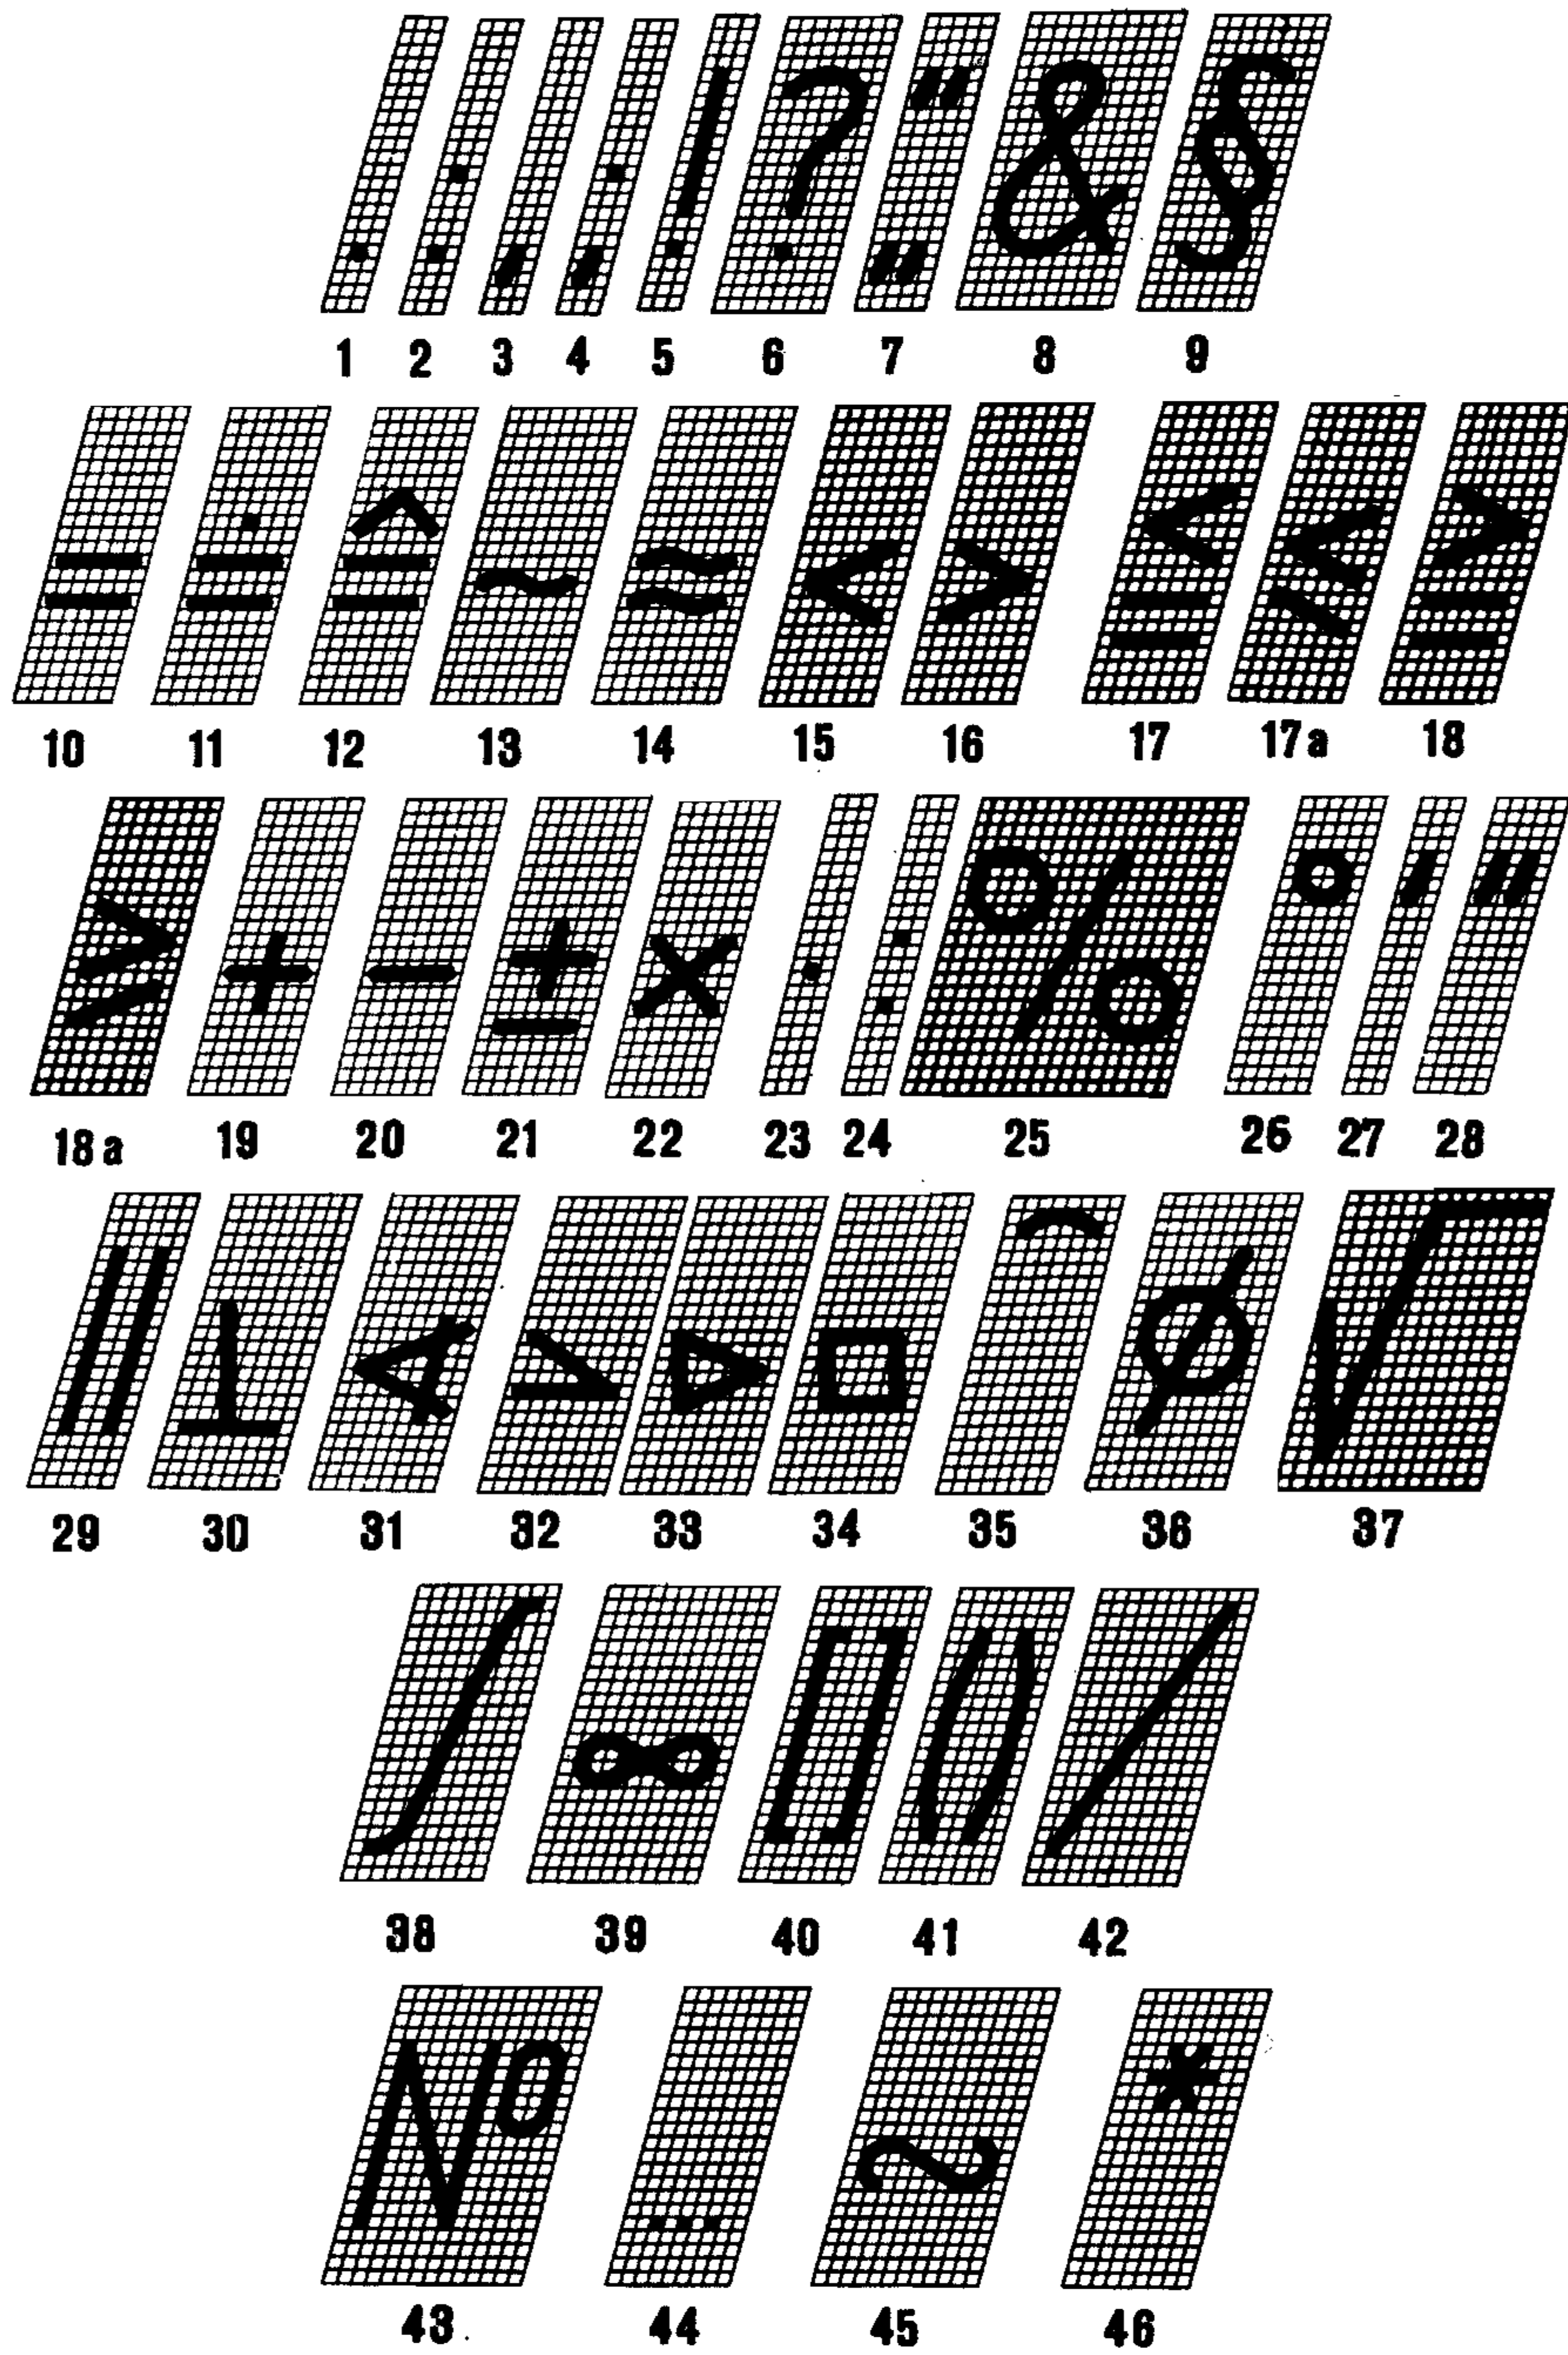 . : , ; ! ? " „ & §
1 2 3 4 5 6 7 8 9
= ≐ ≙ ~ ≈ < > ≦ ⩽ ≧
10 11 12 13 14 15 16 17 17a 18
⩾ + − ± × · : % ° ′ ″
18a 19 20 21 22 23 24 25 26 27 28
∥ ⊥ ∢ ∠ ▷ □ ⌒ ⌀ √
29 30 31 32 33 34 35 36 37
∫ ∞ [ ] ( ) /
38 39 40 41 42
№ … ∾ *
43 44 45 46